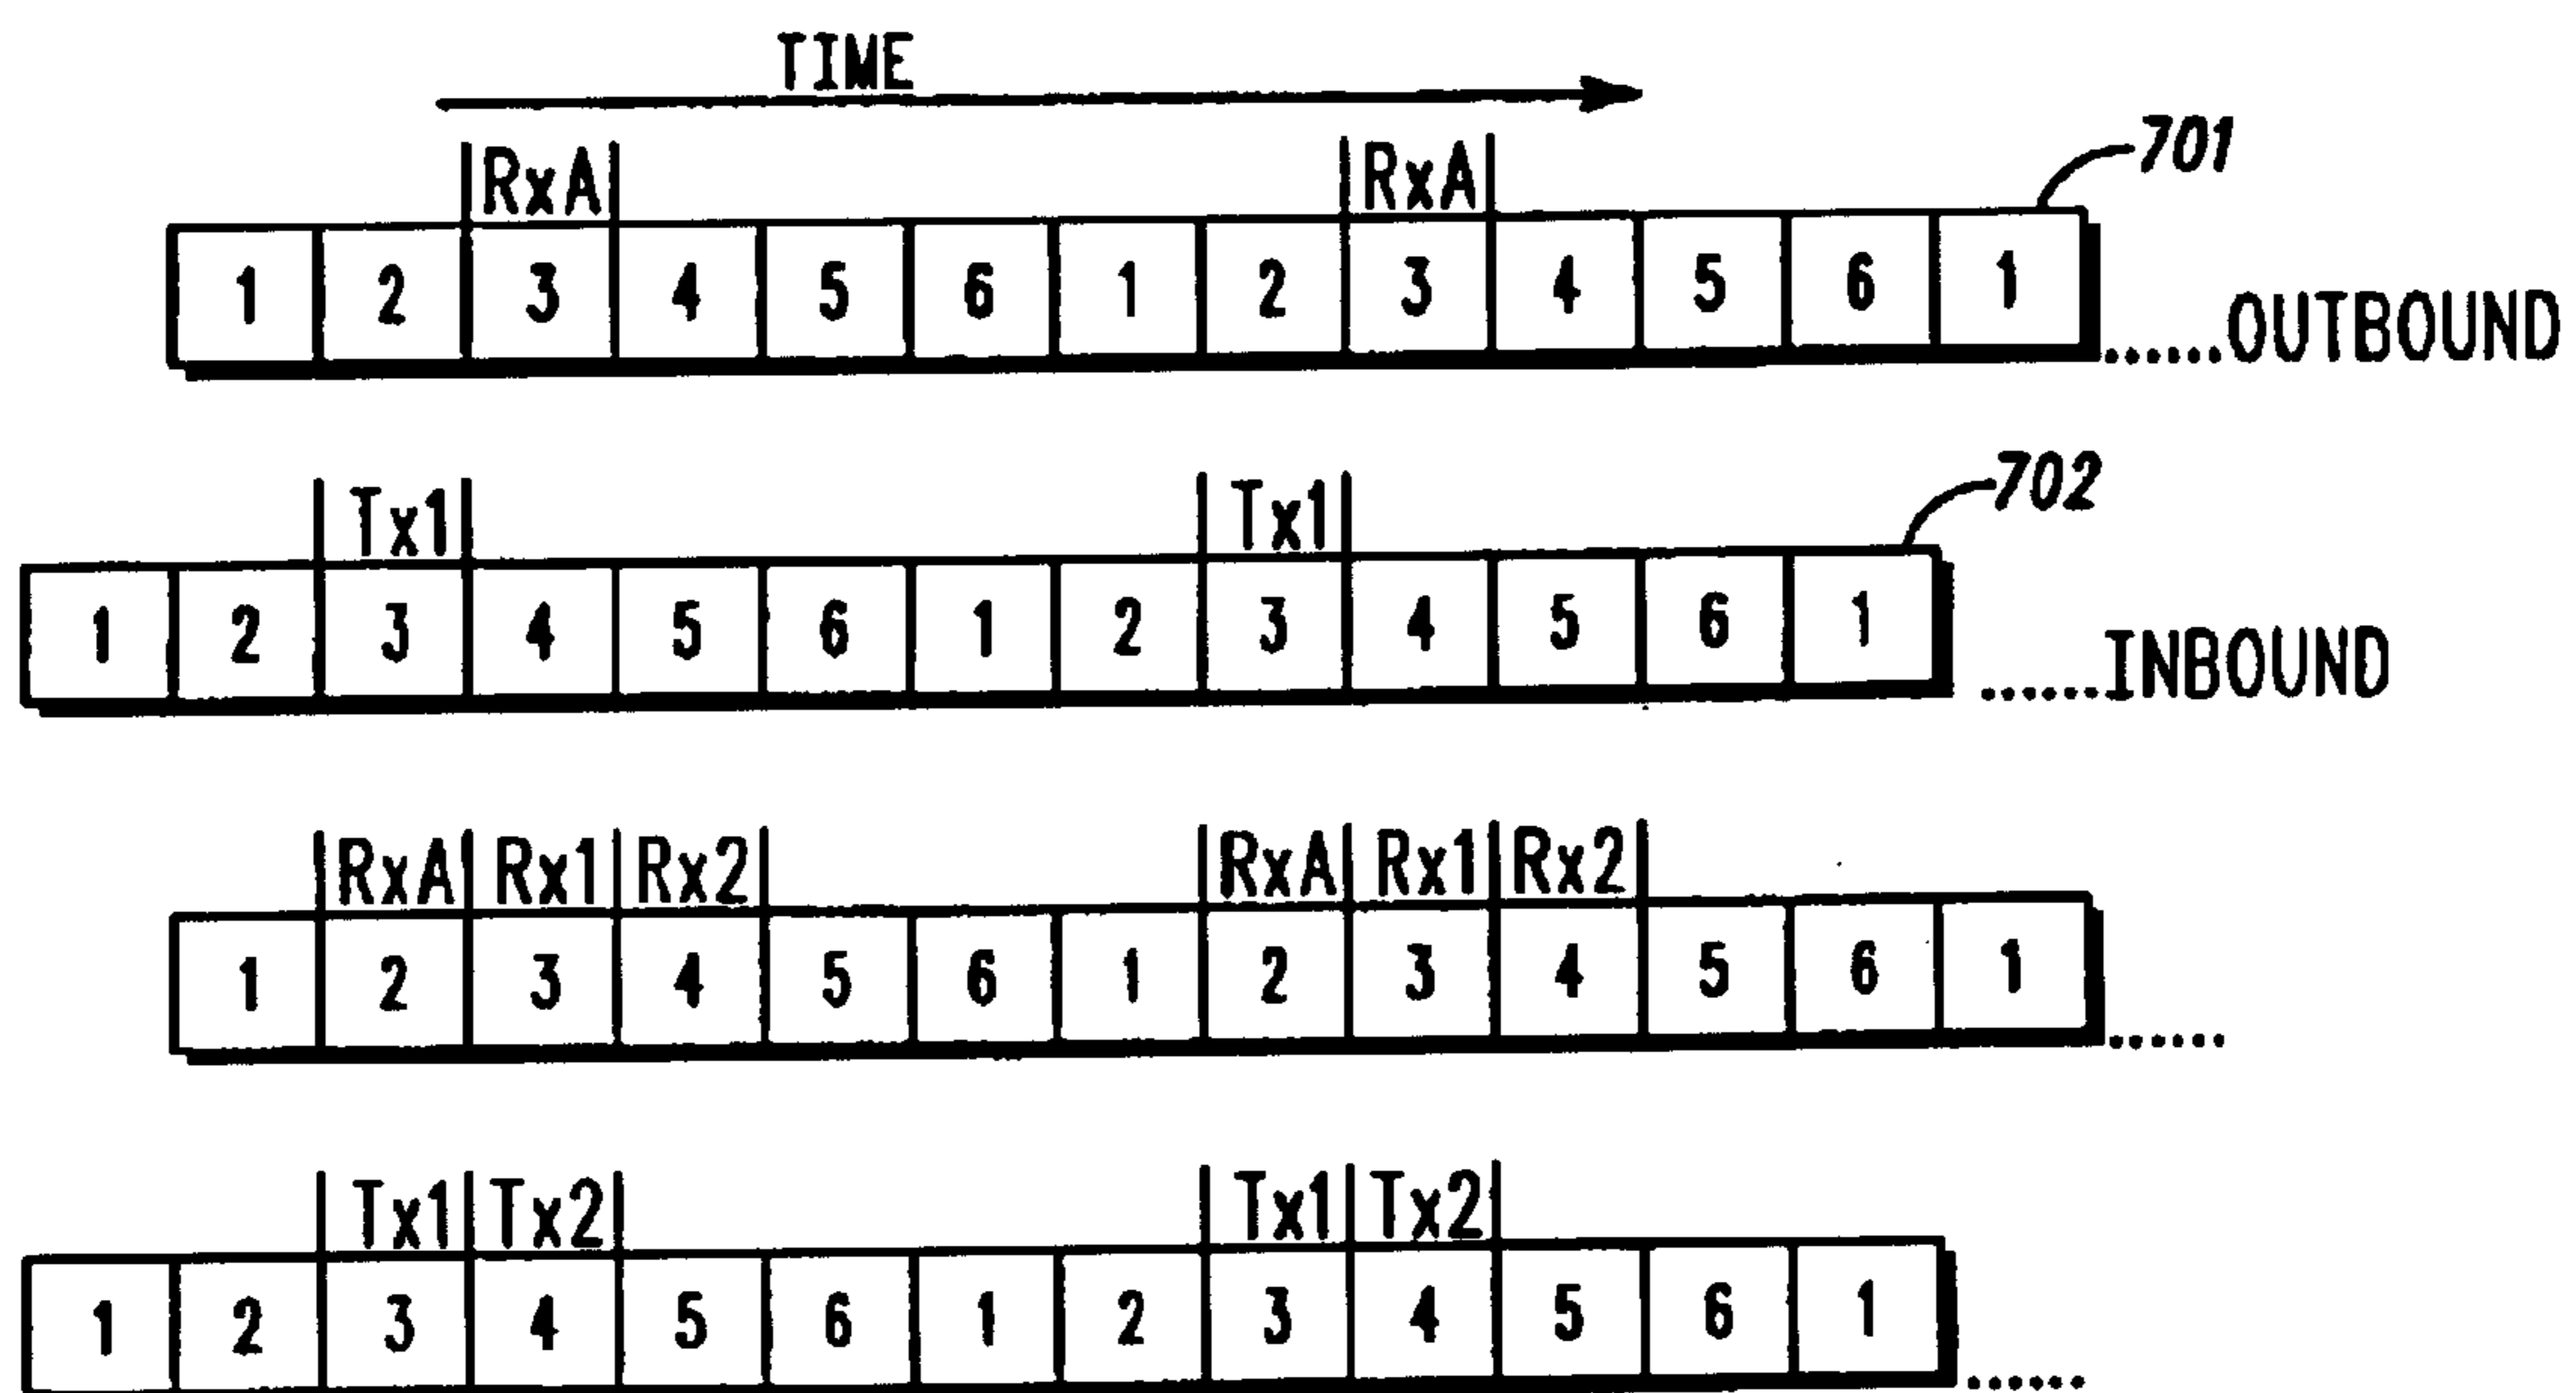 TIME
RxA RxA 701
1 2 3 4 5 6 1 2 3 4 5 6 1 ......OUTBOUND
Tx1 Tx1 702
1 2 3 4 5 6 1 2 3 4 5 6 1 ......INBOUND
RxA Rx1 Rx2 RxA Rx1 Rx2
1 2 3 4 5 6 1 2 3 4 5 6 1 ......
Tx1 Tx2 Tx1 Tx2
1 2 3 4 5 6 1 2 3 4 5 6 1 ......